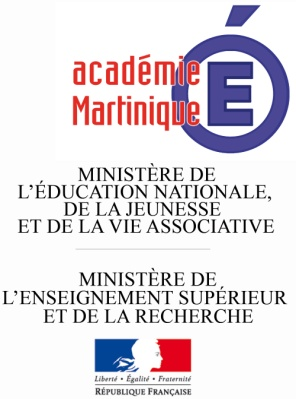 académie
Martinique
É
MINISTÈRE DE
L'ÉDUCATION NATIONALE,
DE LA JEUNESSE
ET DE LA VIE ASSOCIATIVE
MINISTÈRE DE
L'ENSEIGNEMENT SUPÉRIEUR
ET DE LA RECHERCHE
Liberté • Égalité • Fraternité
RÉPUBLIQUE FRANÇAISE